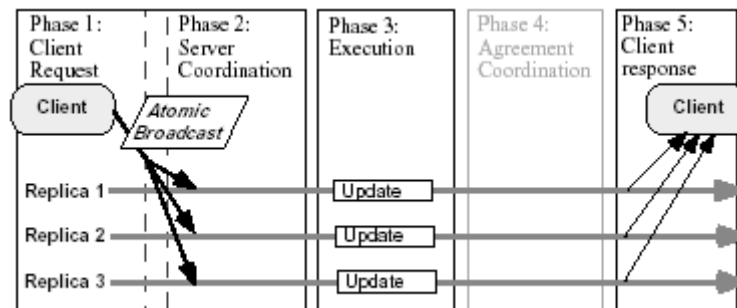 Phase 1:
Client
Request
Phase 2:
Server
Coordination
Phase 3:
Execution
Phase 4:
Agreement
Coordination
Phase 5:
Client
response
Client
Atomic
Broadcast
Client
Replica 1
Update
Replica 2
Update
Replica 3
Update